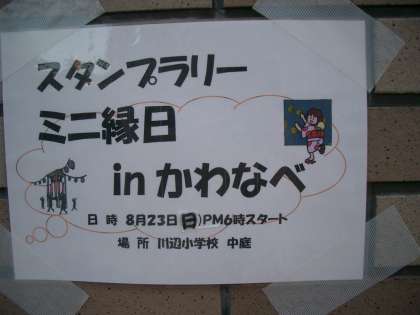 スタンプラリー
ミニ縁日
in かわなべ
日 時 8月23日(日)PM6時スタート
場 所 川辺小学校 中庭